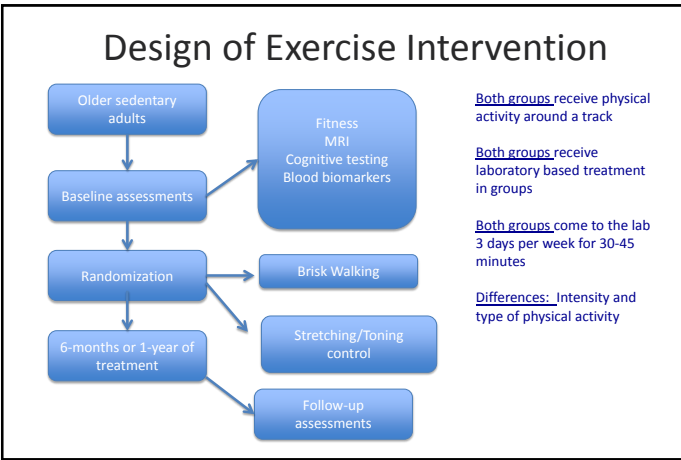 Design of Exercise Intervention
Older sedentary
adults
Baseline assessments
Randomization
6-months or 1-year of
treatment
Fitness
MRI
Cognitive testing
Blood biomarkers
Brisk Walking
Stretching/Toning
control
Follow-up
assessments
Both groups receive physical
activity around a track
Both groups receive
laboratory based treatment
in groups
Both groups come to the lab
3 days per week for 30-45
minutes
Differences: Intensity and
type of physical activity